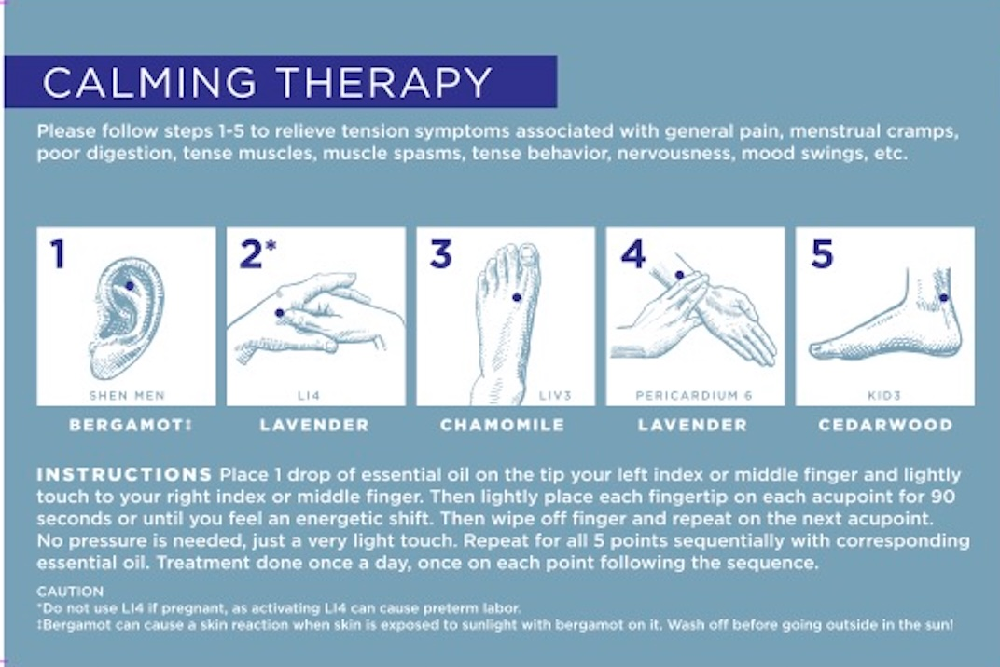 CALMING THERAPY
Please follow steps 1-5 to relieve tension symptoms associated with general pain, menstrual cramps,
poor digestion, tense muscles, muscle spasms, tense behavior, nervousness, mood swings, etc.
1
SHEN MEN
BERGAMOT‡
2*
LI4
LAVENDER
3
LIV3
CHAMOMILE
4
PERICARDIUM 6
LAVENDER
5
KID3
CEDARWOOD
INSTRUCTIONS Place 1 drop of essential oil on the tip your left index or middle finger and lightly
touch to your right index or middle finger. Then lightly place each fingertip on each acupoint for 90
seconds or until you feel an energetic shift. Then wipe off finger and repeat on the next acupoint.
No pressure is needed, just a very light touch. Repeat for all 5 points sequentially with corresponding
essential oil. Treatment done once a day, once on each point following the sequence.
CAUTION
*Do not use LI4 if pregnant, as activating LI4 can cause preterm labor.
‡Bergamot can cause a skin reaction when skin is exposed to sunlight with bergamot on it. Wash off before going outside in the sun!